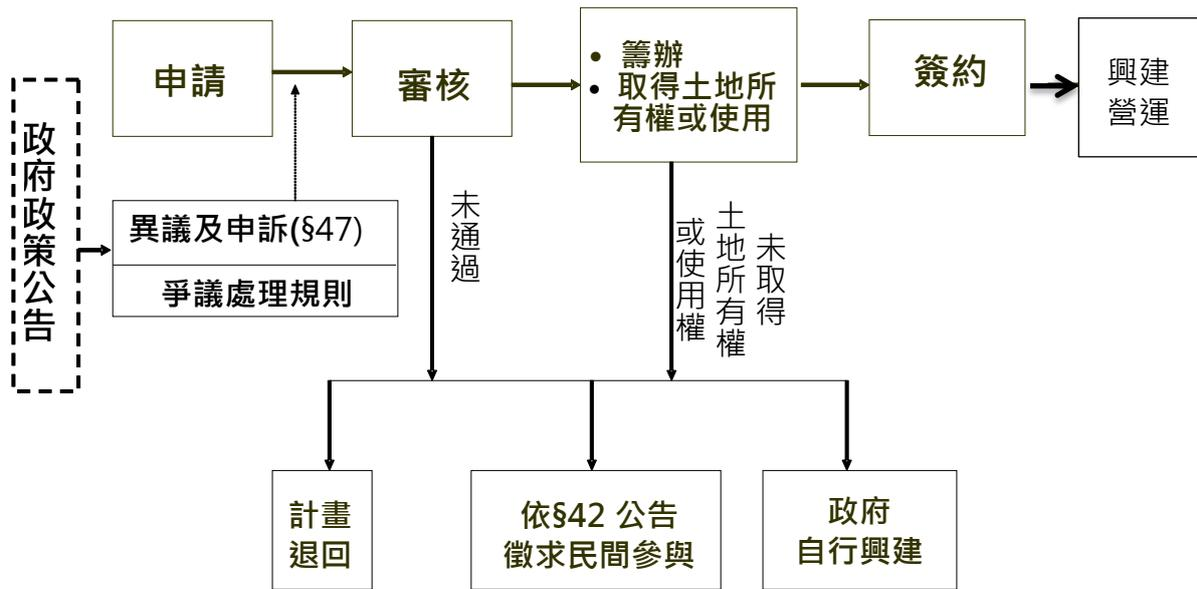 政府政策公告
申請
審核
• 籌辦
• 取得土地所
有權或使用
簽約
興建
營運
異議及申訴(§47)
爭議處理規則
未通過
未取得
土地所有權
或使用權
計畫
退回
依§42 公告
徵求民間參與
政府
自行興建